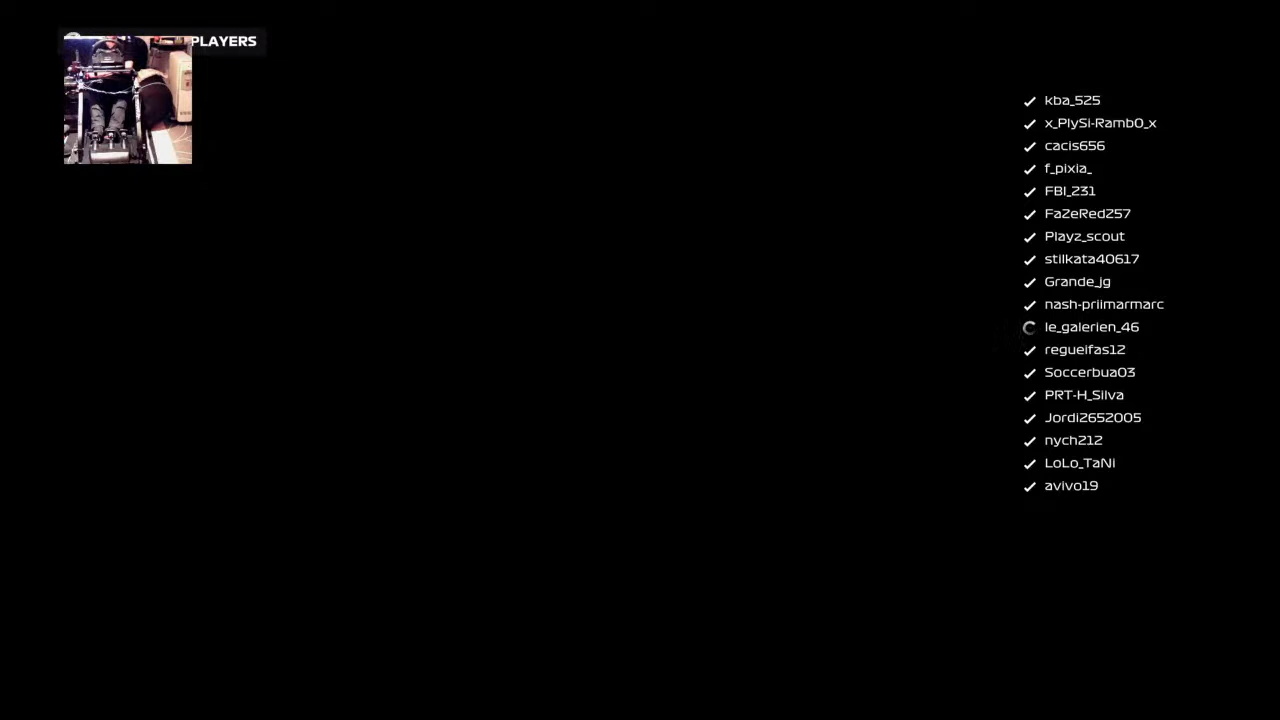 PLAYERS
kba_525
x_PlySi-Ramb0_x
cacis656
f_pixia_
FBI_231
FaZeRed257
Playz_scout
stilkata40617
Grande_jg
nash-priimarmarc
le_galerien_46
regueifas12
Soccerbua03
PRT-H_Silva
Jordi2652005
nych212
LoLo_TaNi
avivo19